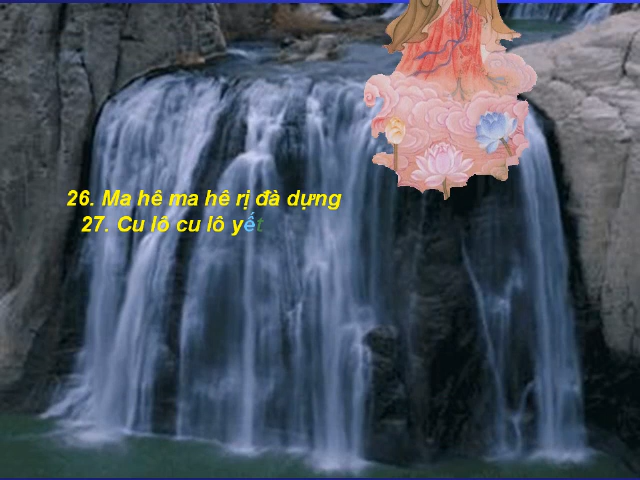 26. Ma hê ma hê rị đà dựng
27. Cu lô cu lô yết